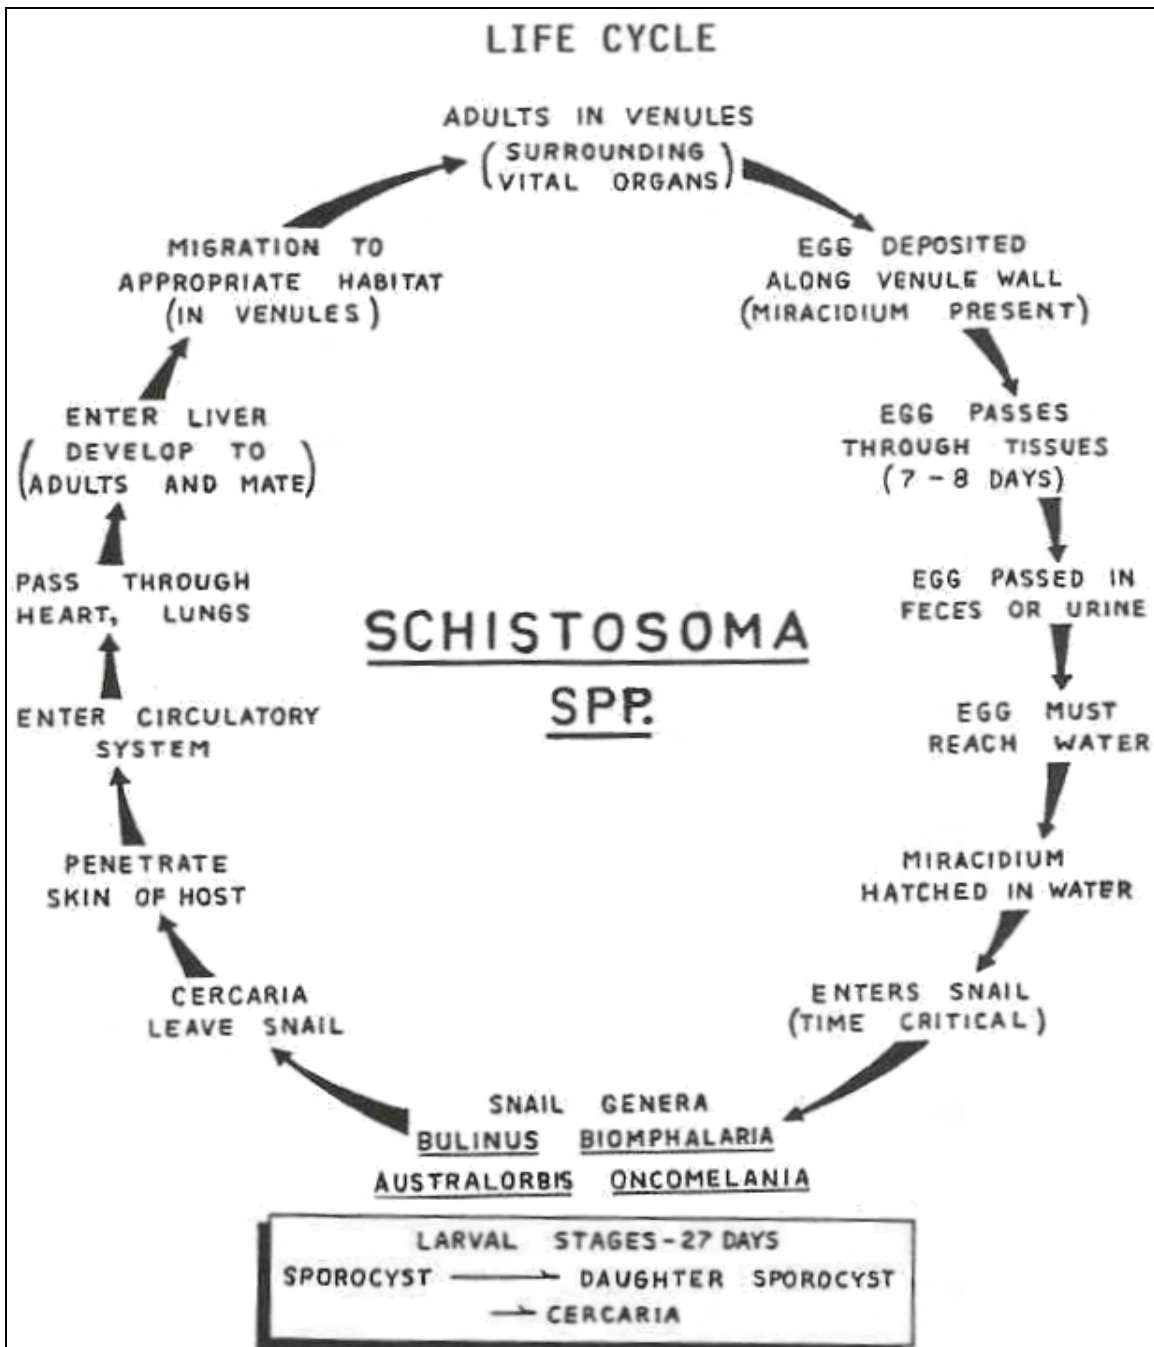 LIFE CYCLE
ADULTS IN VENULES
(SURROUNDING
VITAL ORGANS)
EGG DEPOSITED
ALONG VENULE WALL
(MIRACIDIUM PRESENT)
EGG PASSES
THROUGH TISSUES
(7 - 8 DAYS)
EGG PASSED IN
FECES OR URINE
EGG MUST
REACH WATER
MIRACIDIUM
HATCHED IN WATER
ENTERS SNAIL
(TIME CRITICAL)
SNAIL GENERA
BULINUS BIOMPHALARIA
AUSTRALORBIS ONCOMELANIA
LARVAL STAGES - 27 DAYS
SPOROCYST → DAUGHTER SPOROCYST
→ CERCARIA
CERCARIA
LEAVE SNAIL
PENETRATE
SKIN OF HOST
ENTER CIRCULATORY
SYSTEM
PASS THROUGH
HEART, LUNGS
ENTER LIVER
(DEVELOP TO
ADULTS AND MATE)
MIGRATION TO
APPROPRIATE HABITAT
(IN VENULES)
SCHISTOSOMA
SPP.